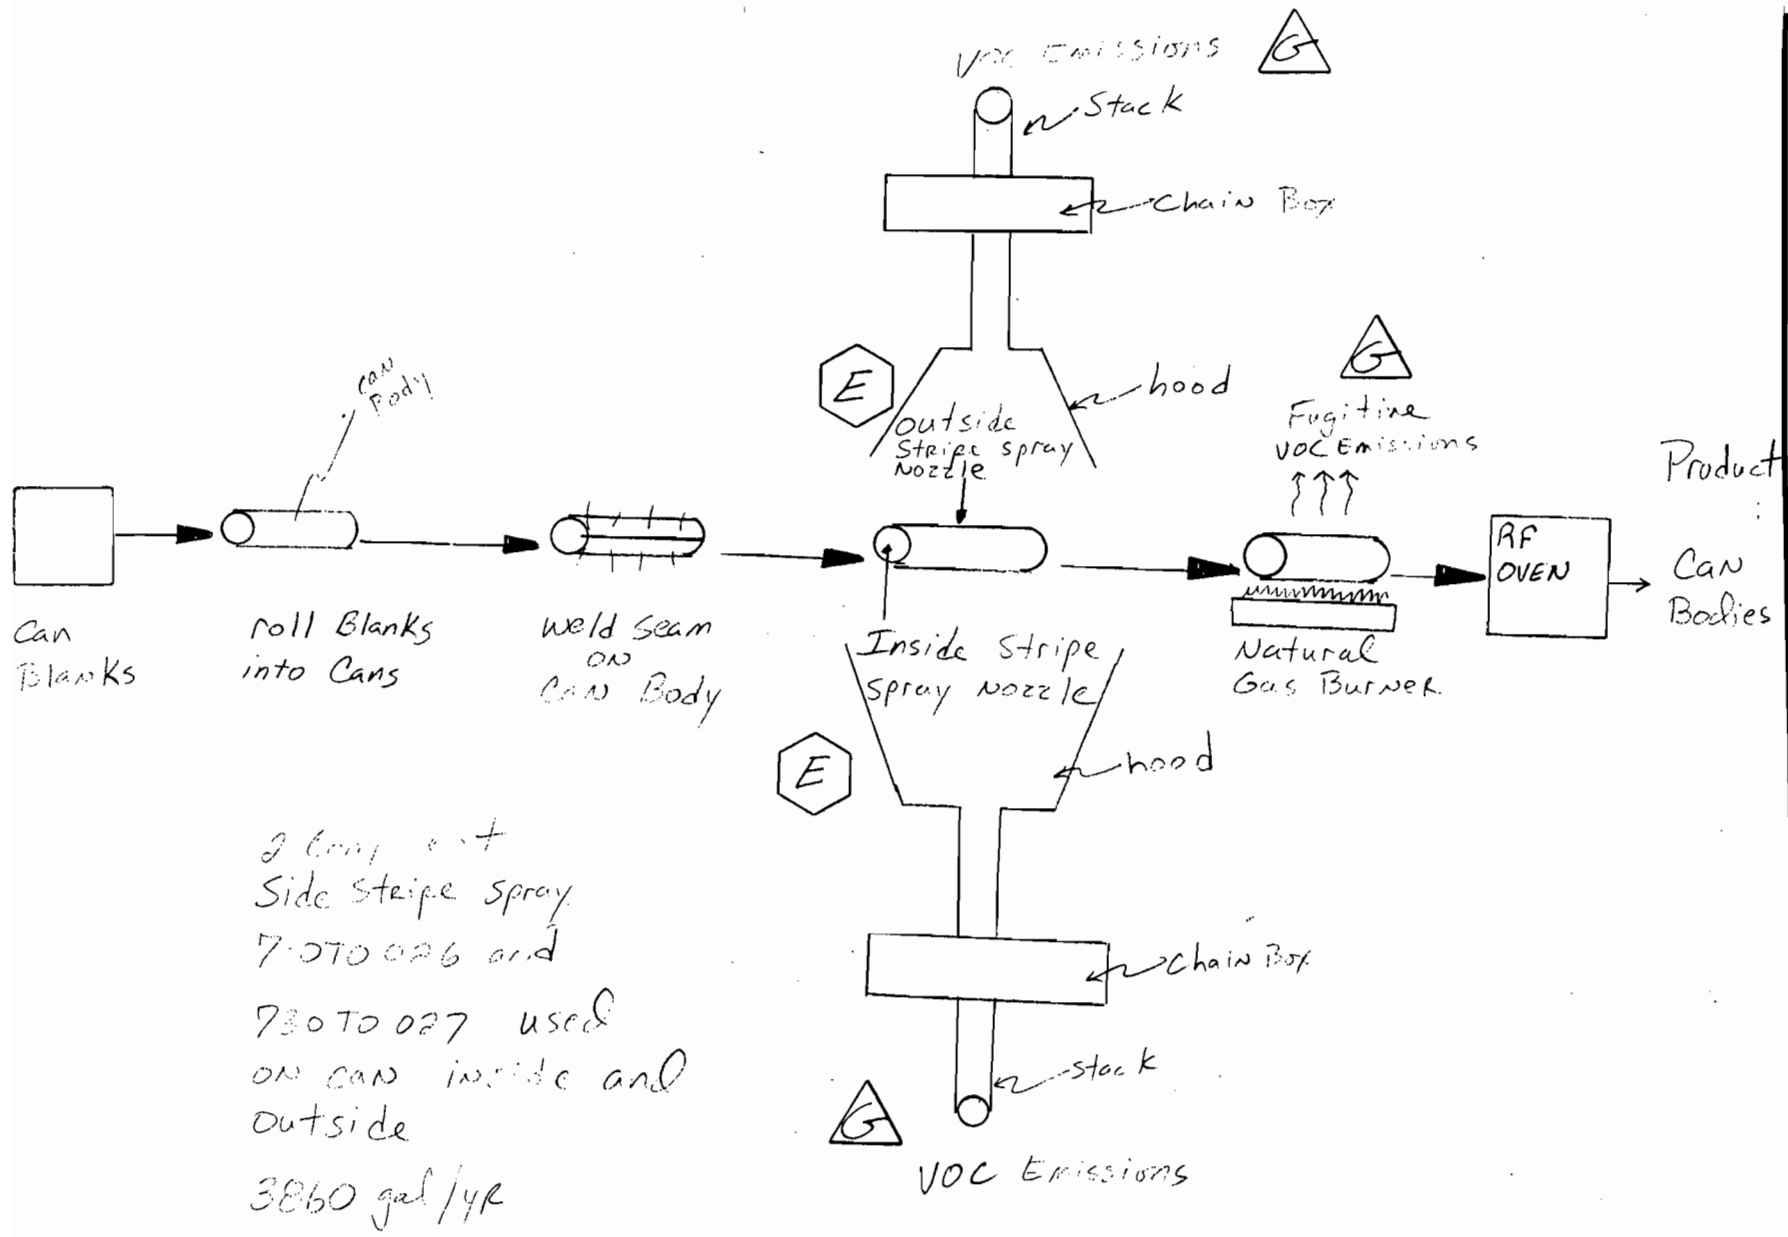 VOC Emissions
G
Stack
Chain Box
E
hood
outside
Stripe spray
Nozzle
G
Fugitive
VOC Emissions
can
Body
Product
:
Can
Bodies
RF
OVEN
Can
Blanks
roll Blanks
into Cans
weld seam
ON
CAN Body
Inside Stripe
spray Nozzle
Natural
Gas Burner
E
hood
2
Side Stripe spray
and
730T0027 used
ON CAN inside and
Outside
3860 gal/yR
Chain Box
Stack
G
VOC Emissions